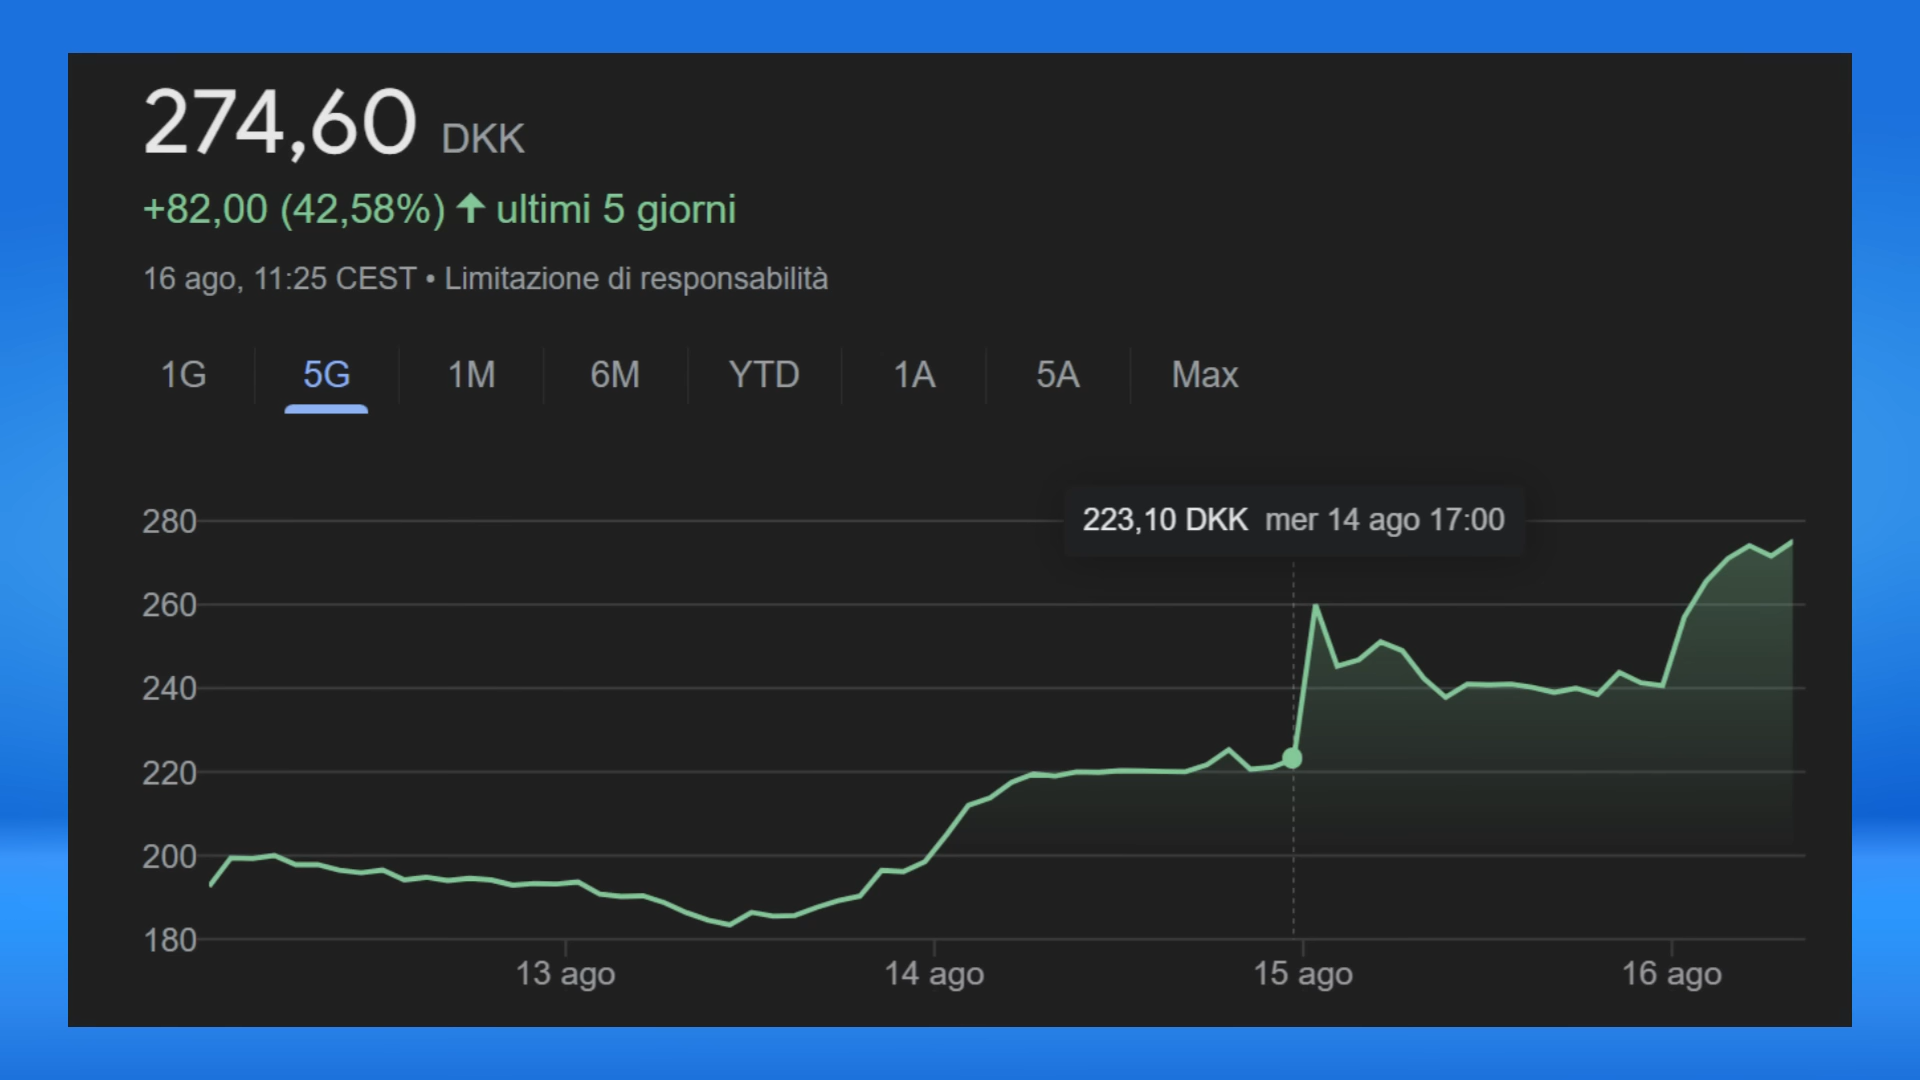 274,60 DKK
+82,00 (42,58%) ↑ ultimi 5 giorni
16 ago, 11:25 CEST • Limitazione di responsabilità
1G 5G 1M 6M YTD 1A 5A Max
223,10 DKK mer 14 ago 17:00
280
260
240
220
200
180
13 ago 14 ago 15 ago 16 ago